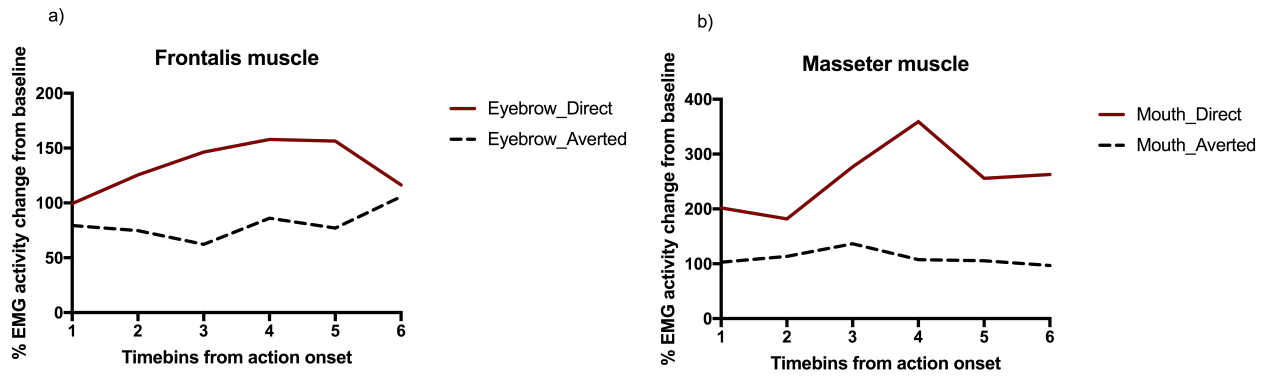 a)
Frontalis muscle
% EMG activity change from baseline
200
150
100
50
0
1 2 3 4 5 6
Timebins from action onset
Eyebrow_Direct
Eyebrow_Averted
b)
Masseter muscle
% EMG activity change from baseline
400
300
200
100
0
1 2 3 4 5 6
Timebins from action onset
Mouth_Direct
Mouth_Averted